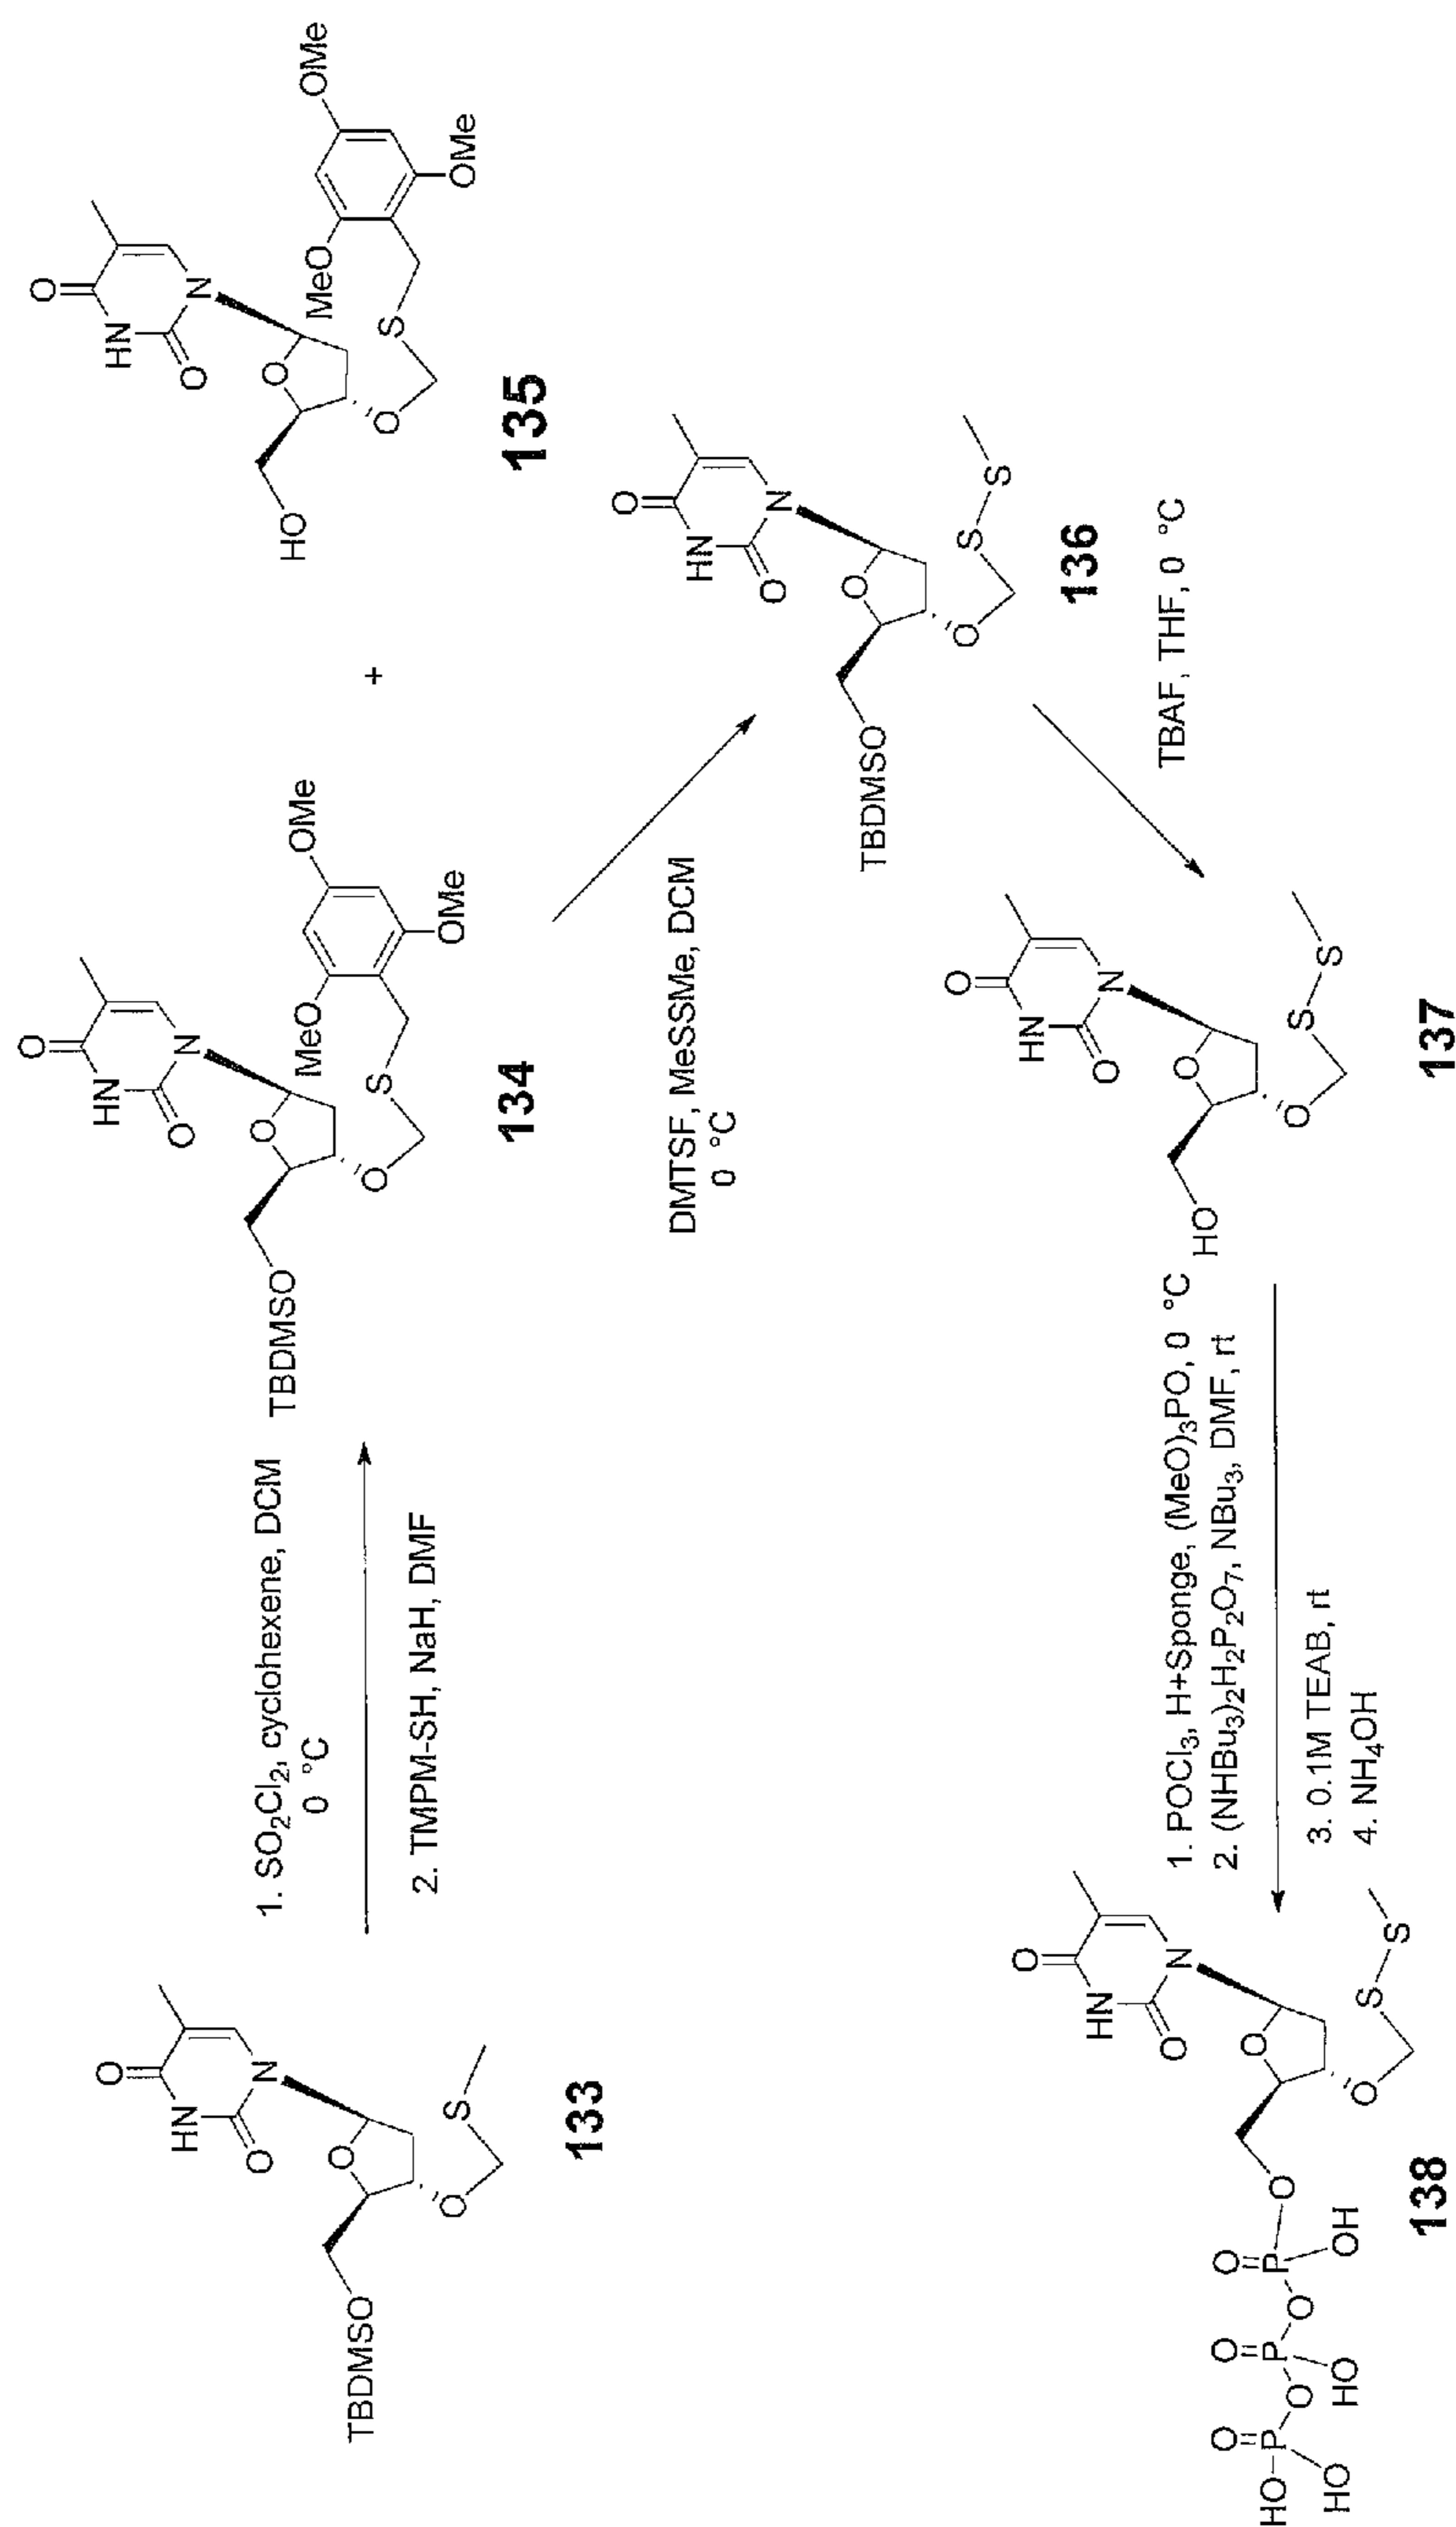 1. SO2Cl2, cyclohexene, DCM
0 °C
2. TMPM-SH, NaH, DMF
TBDMSO
O
HN
O
N
O
O
S
133
TBDMSO
O
HN
O
N
O
O
S
MeO
OMe
OMe
134
+
HO
O
HN
O
N
O
O
S
MeO
OMe
OMe
135
DMTSF, MeSSMe, DCM
0 °C
TBDMSO
O
HN
O
N
O
O
S
S
136
TBAF, THF, 0 °C
HO
O
HN
O
N
O
O
S
S
137
1. POCl3, H+Sponge, (MeO)3PO, 0 °C
2. (NHBu3)2H2P2O7, NBu3, DMF, rt
3. 0.1M TEAB, rt
4. NH4OH
O
HN
O
N
O
O
S
S
O
O
O
O
HO
P
O
P
O
P
HO
HO
OH
138